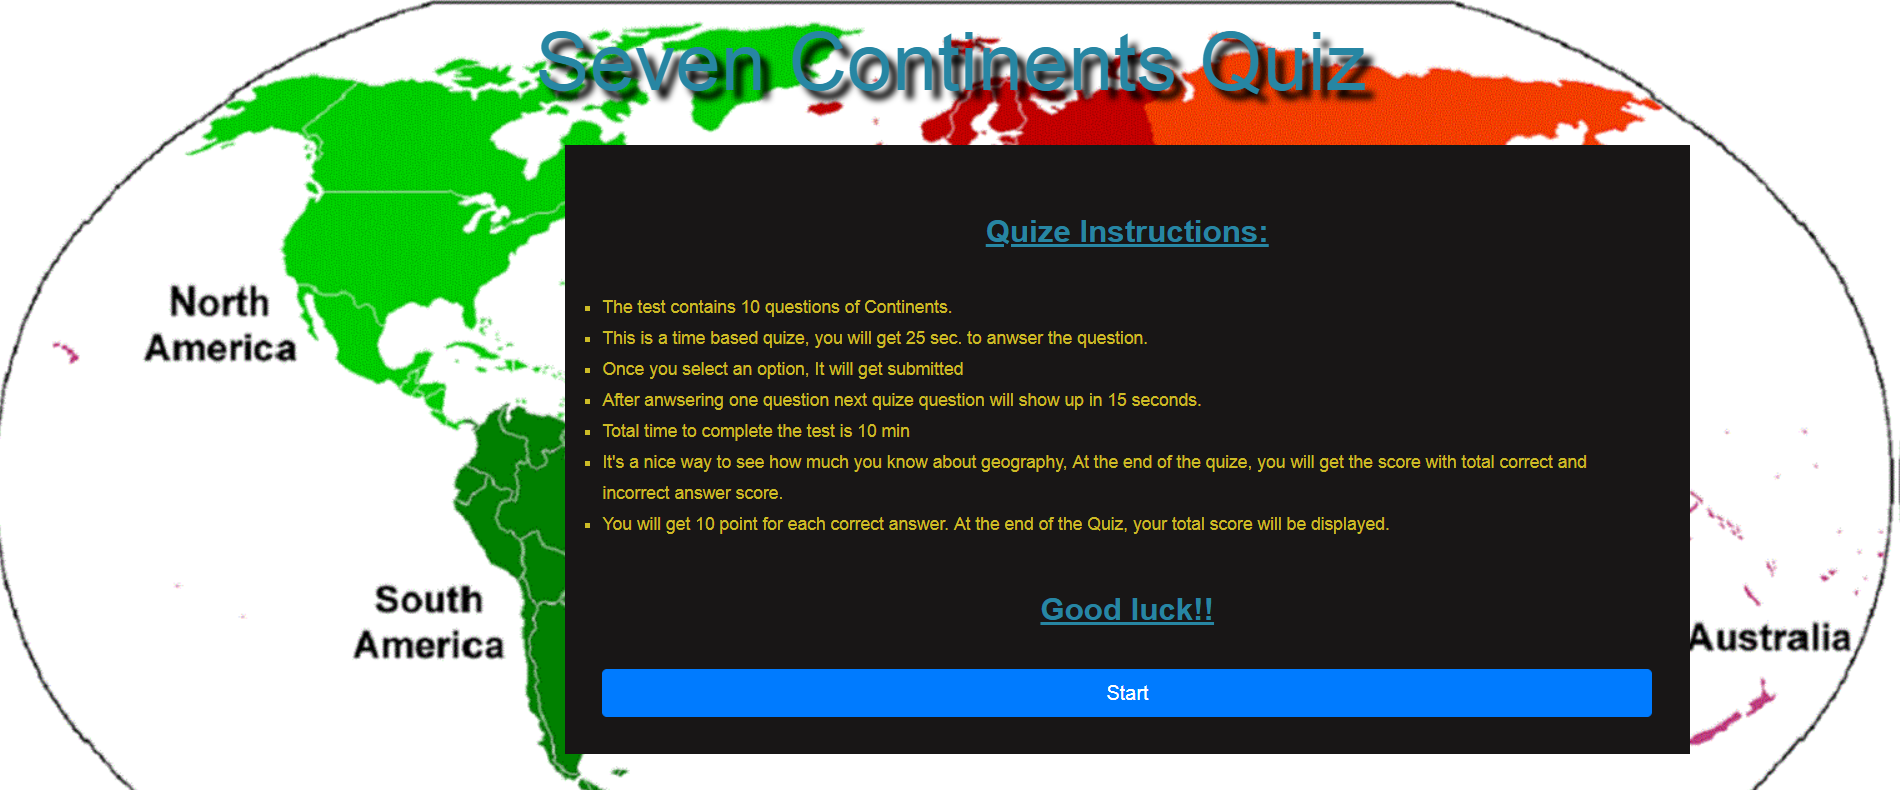 Seven Continents Quiz
Quize Instructions:
The test contains 10 questions of Continents.
This is a time based quize, you will get 25 sec. to anwser the question.
Once you select an option, It will get submitted
After anwsering one question next quize question will show up in 15 seconds.
Total time to complete the test is 10 min
It's a nice way to see how much you know about geography, At the end of the quize, you will get the score with total correct and
incorrect answer score.
You will get 10 point for each correct answer. At the end of the Quiz, your total score will be displayed.
Good luck!!
Start
North
America
South
America
Australia